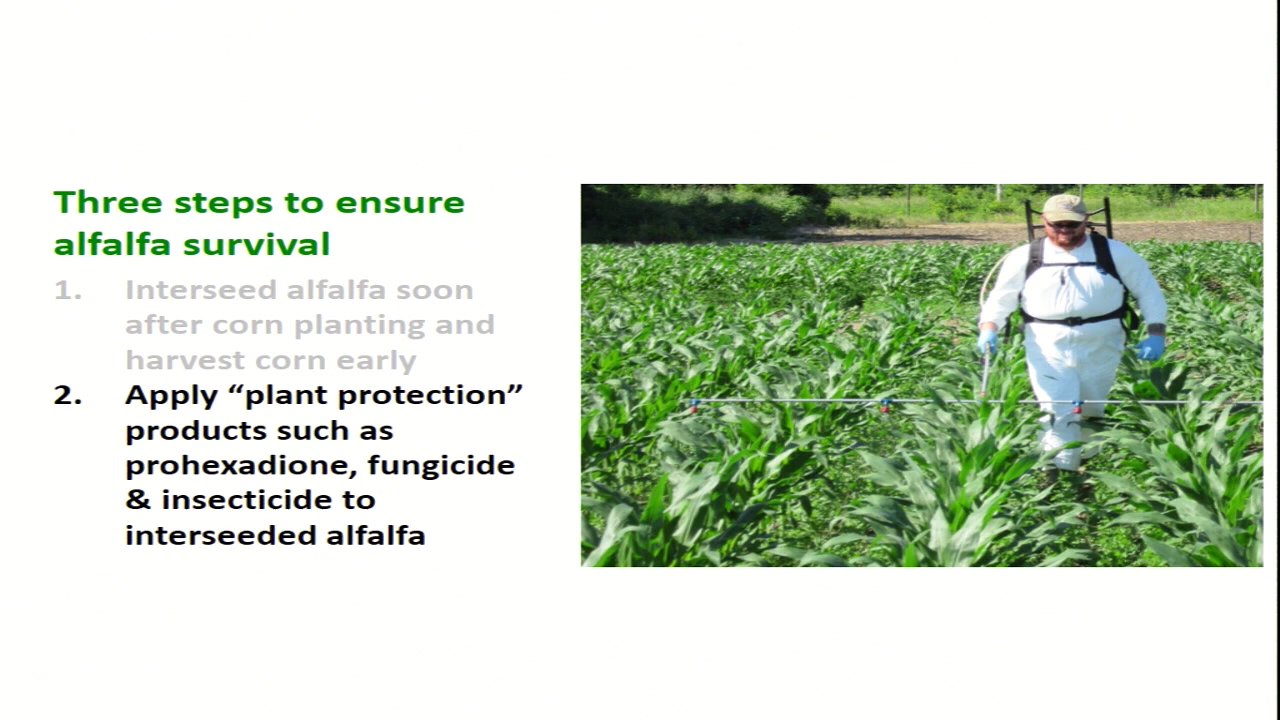 Three steps to ensure
alfalfa survival
1. Interseed alfalfa soon
after corn planting and
harvest corn early
2. Apply “plant protection”
products such as
prohexadione, fungicide
& insecticide to
interseeded alfalfa